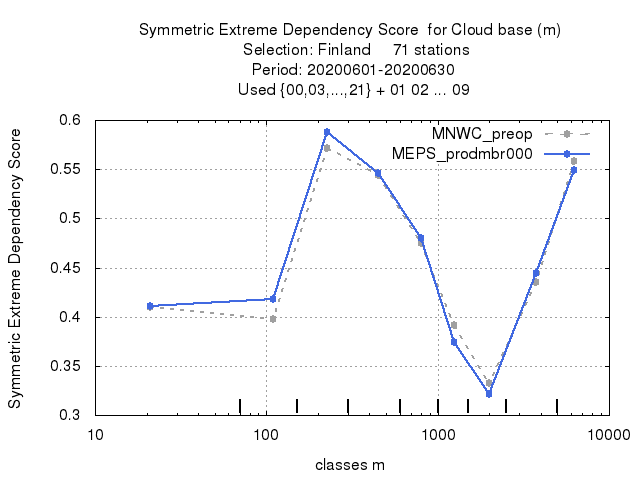 Symmetric Extreme Dependency Score  for Cloud base (m)
Selection: Finland     71 stations
Period: 20200601-20200630
Used {00,03,...,21} + 01 02 ... 09
Symmetric Extreme Dependency Score
0.6
0.55
0.5
0.45
0.4
0.35
0.3
MNWC_preop
MEPS_prodmbr000
10
100
1000
10000
classes m